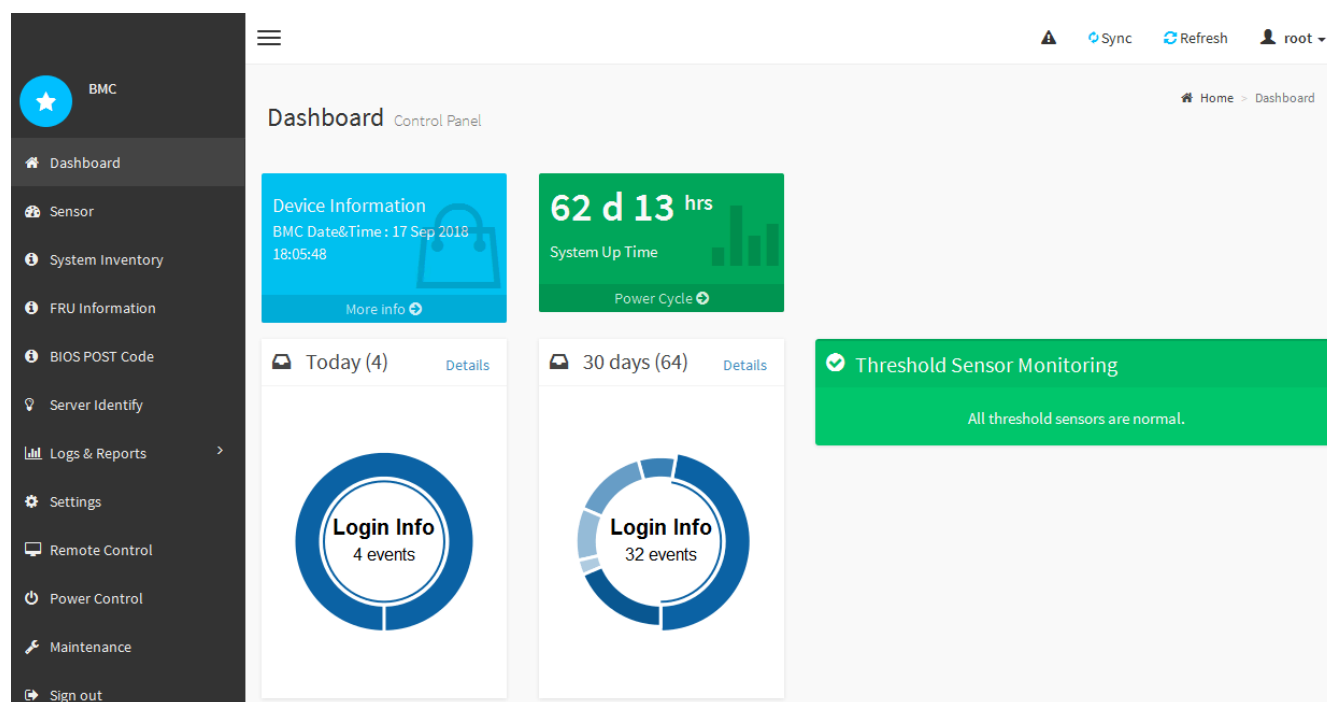 Sync
Refresh
root
BMC
Home > Dashboard
Dashboard Control Panel
Dashboard
Sensor
System Inventory
FRU Information
BIOS POST Code
Server Identify
Logs & Reports
Settings
Remote Control
Power Control
Maintenance
Sign out
Device Information
BMC Date&Time : 17 Sep 2018
18:05:48
More info
62 d 13 hrs
System Up Time
Power Cycle
Today (4) Details
Login Info
4 events
30 days (64) Details
Login Info
32 events
Threshold Sensor Monitoring
All threshold sensors are normal.